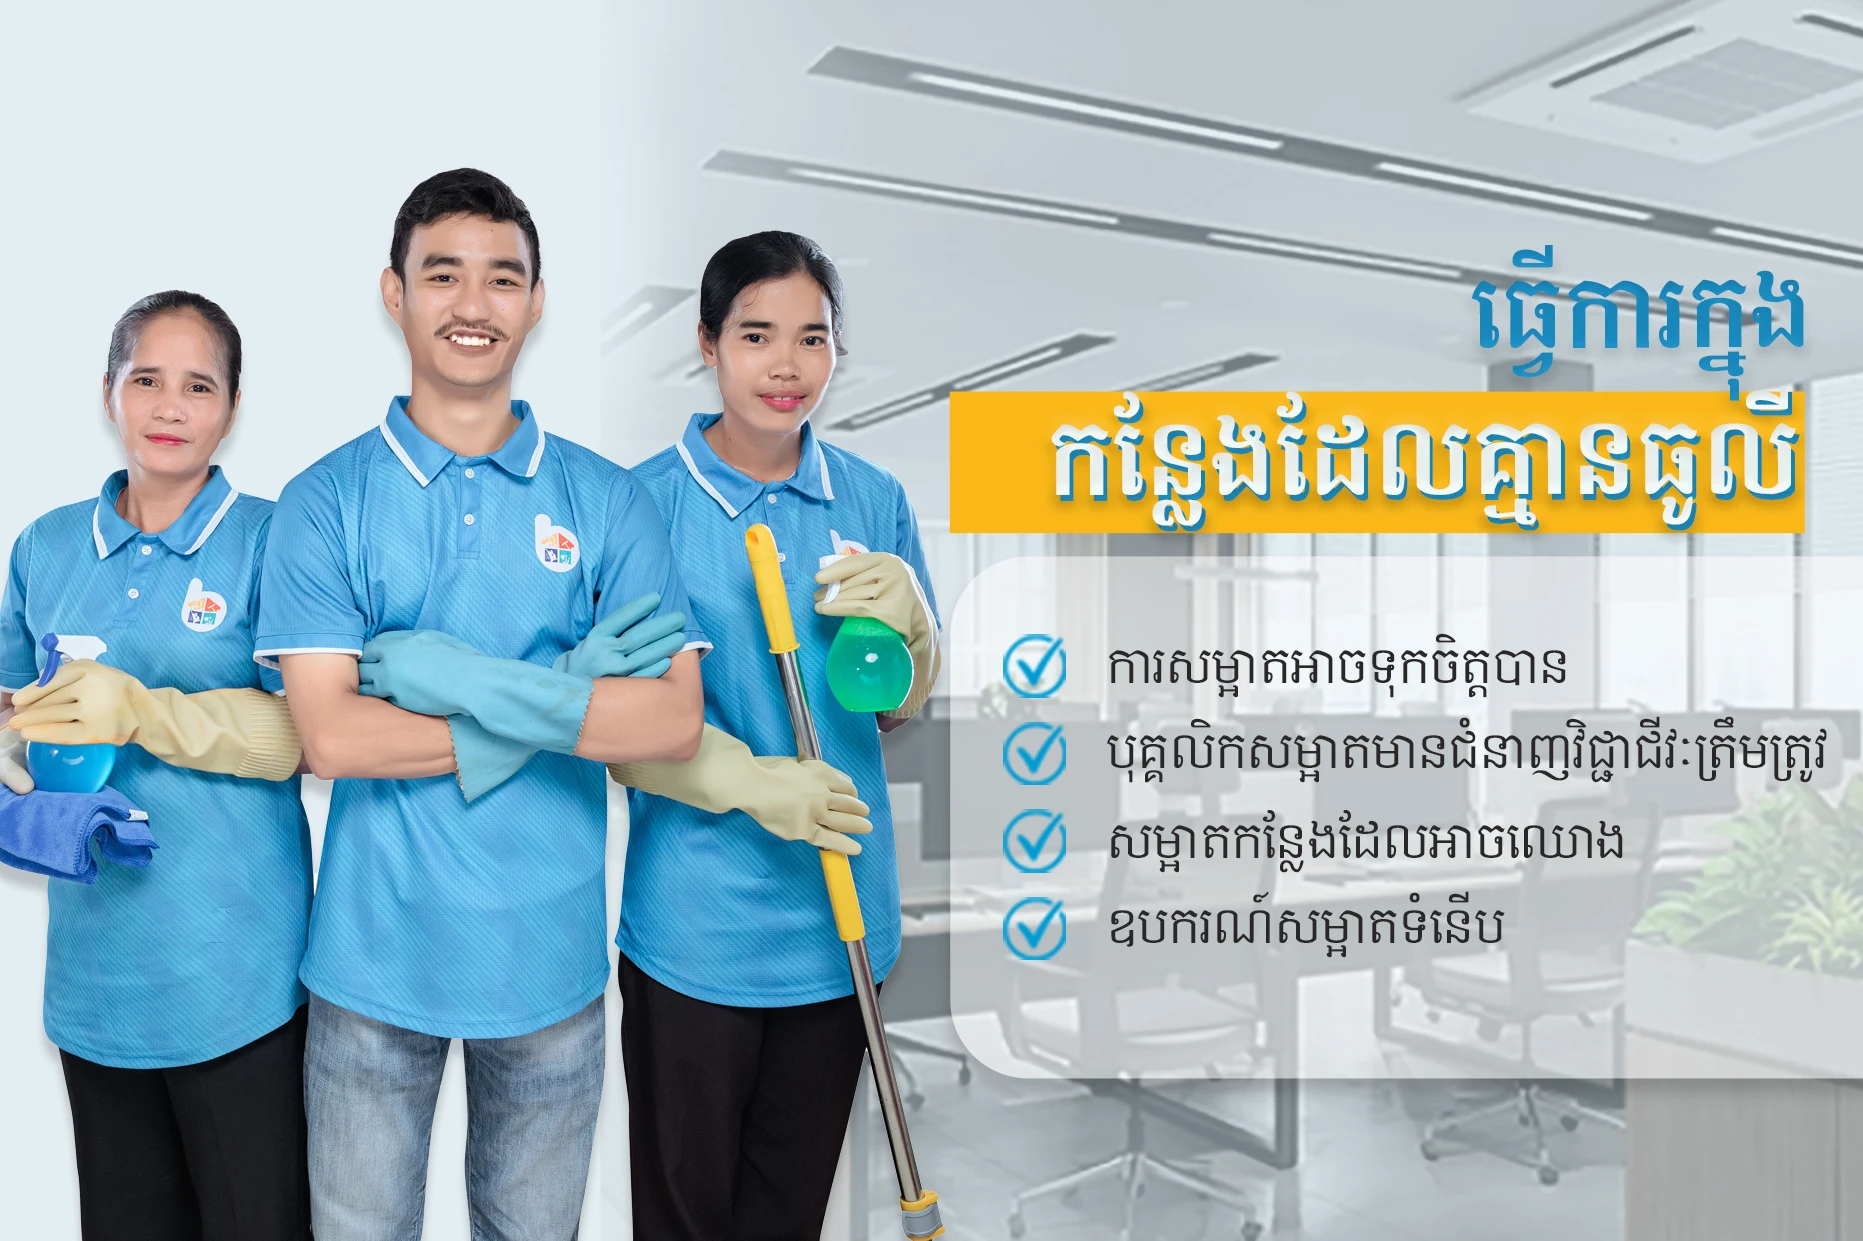 ធ្វើការក្នុង
កន្លែងដែលគ្មានធូលី
ការសម្អាតអាចទុកចិត្តបាន
បុគ្គលិកសម្អាតមានជំនាញវិជ្ជាជីវៈត្រឹមត្រូវ
សម្អាតកន្លែងដែលអាចឈោង
ឧបករណ៍សម្អាតទំនើប